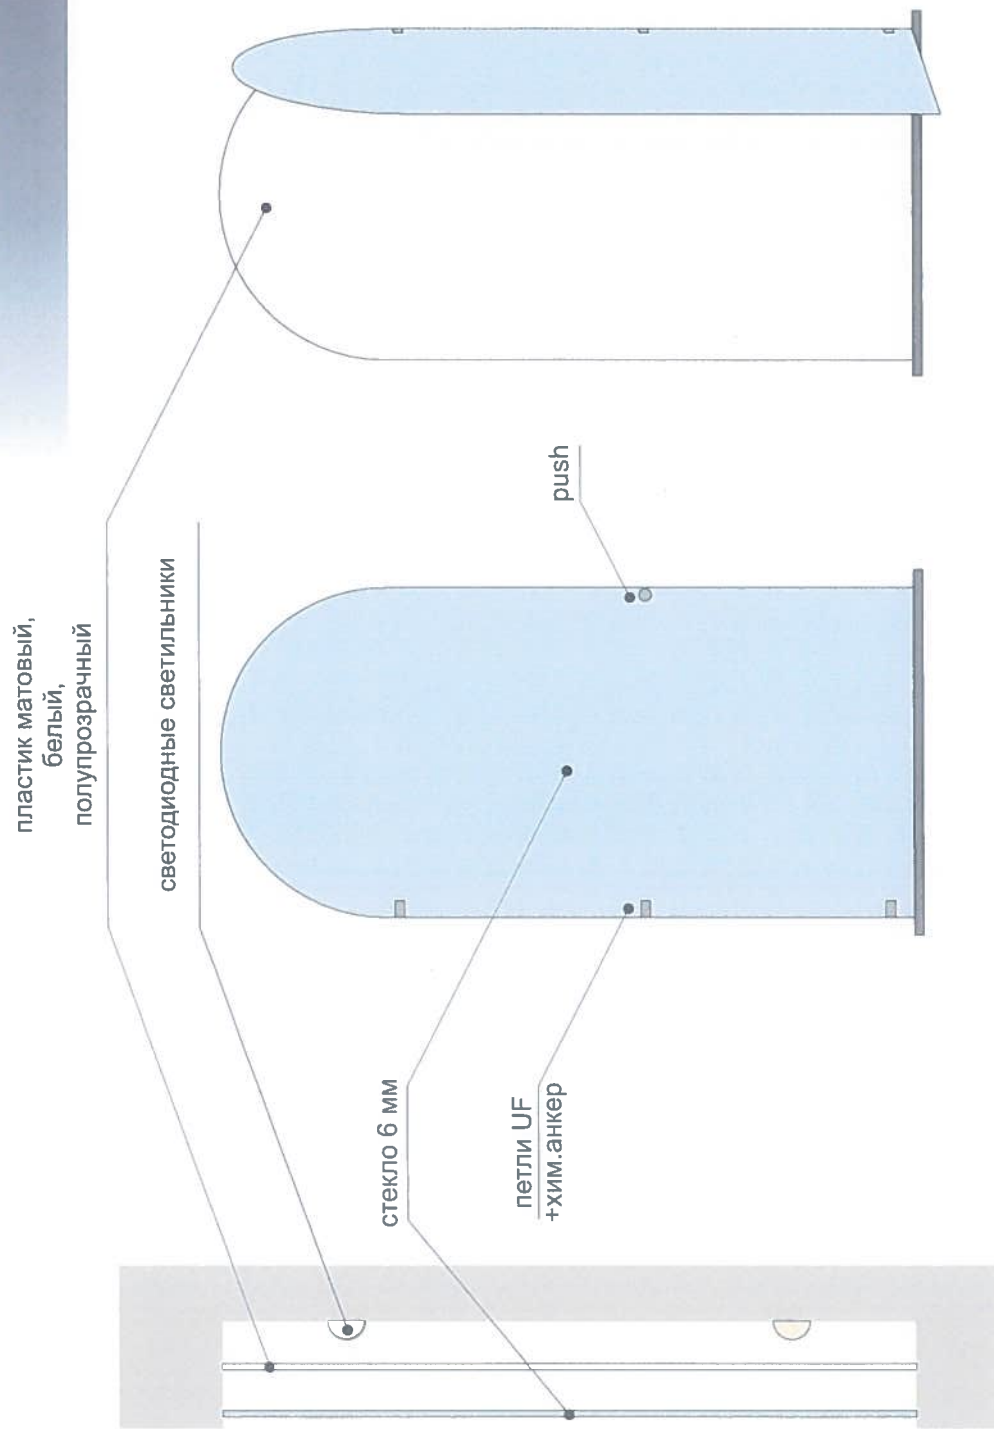 пластик матовый,
белый,
полупрозрачный
светодиодные светильники
push
стекло 6 мм
петли UF
+хим.анкер